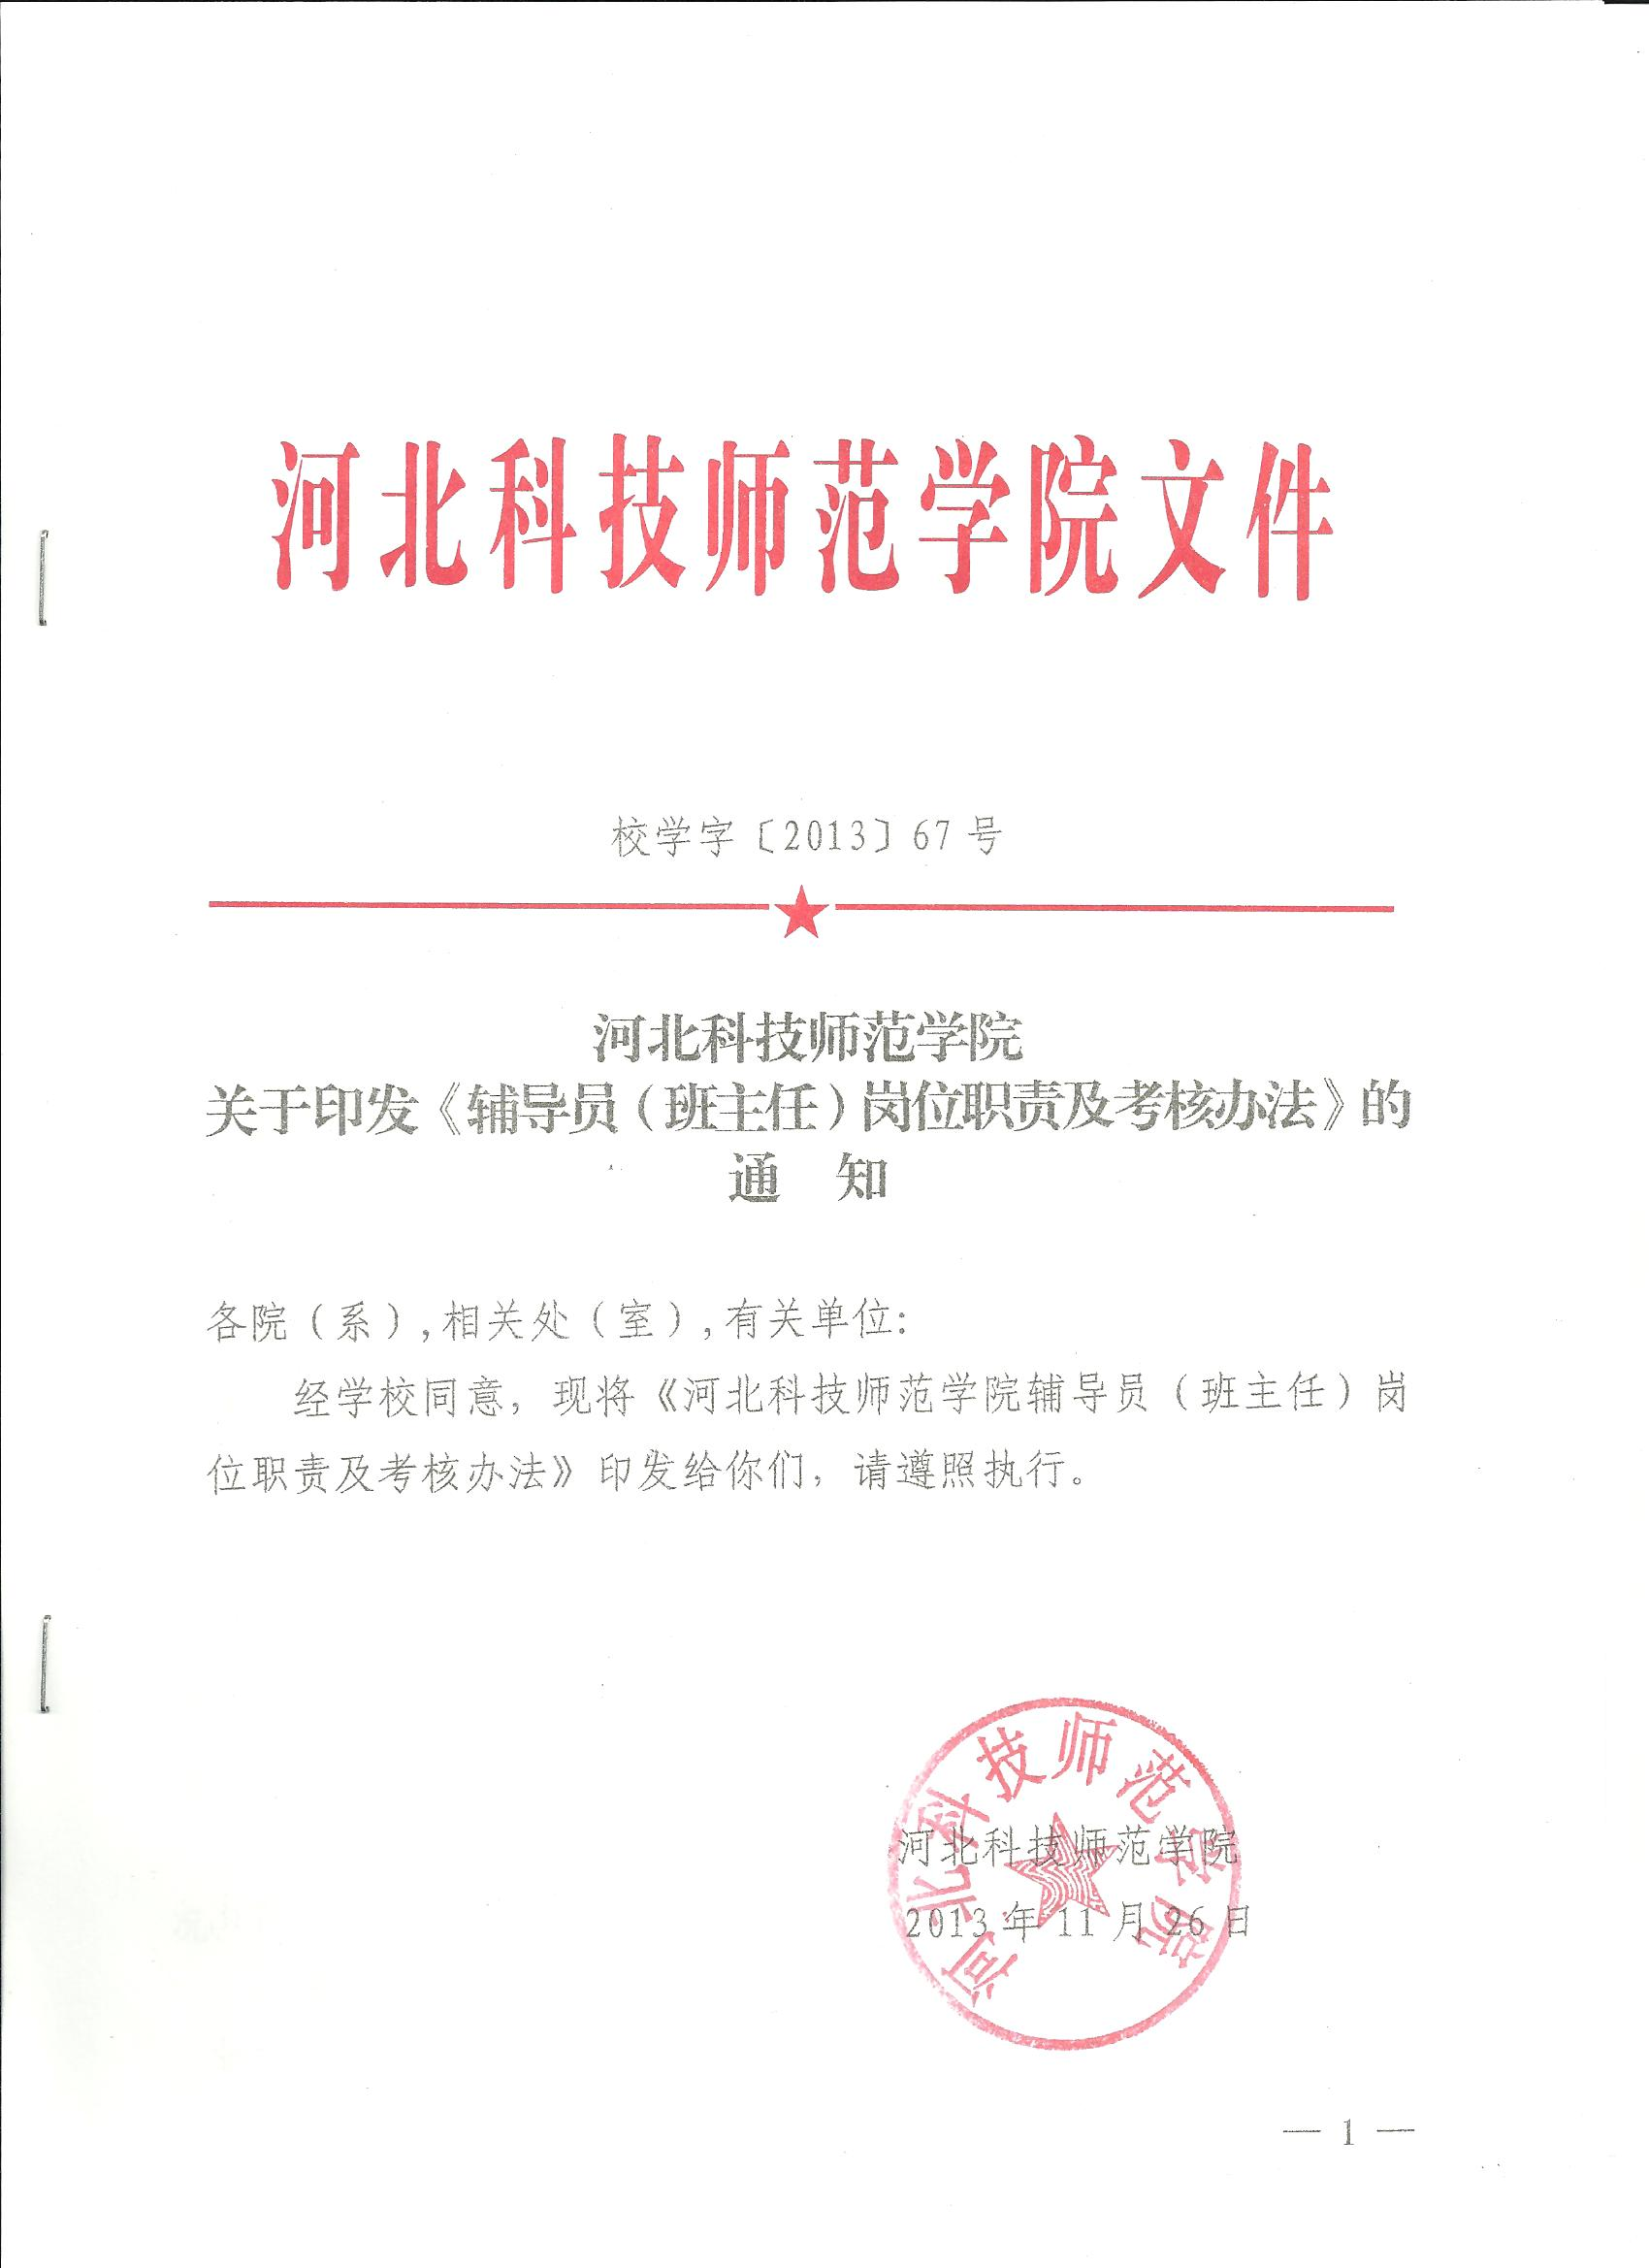 河北科技师范学院文件
校学字〔2013〕67号
河北科技师范学院
关于印发《辅导员（班主任）岗位职责及考核办法》的
通 知
各院（系）,相关处（室）,有关单位:
经学校同意，现将《河北科技师范学院辅导员（班主任）岗
位职责及考核办法》印发给你们，请遵照执行。
河北科技师范学院
河北科技师范学院
2013年11月26日
— 1 —